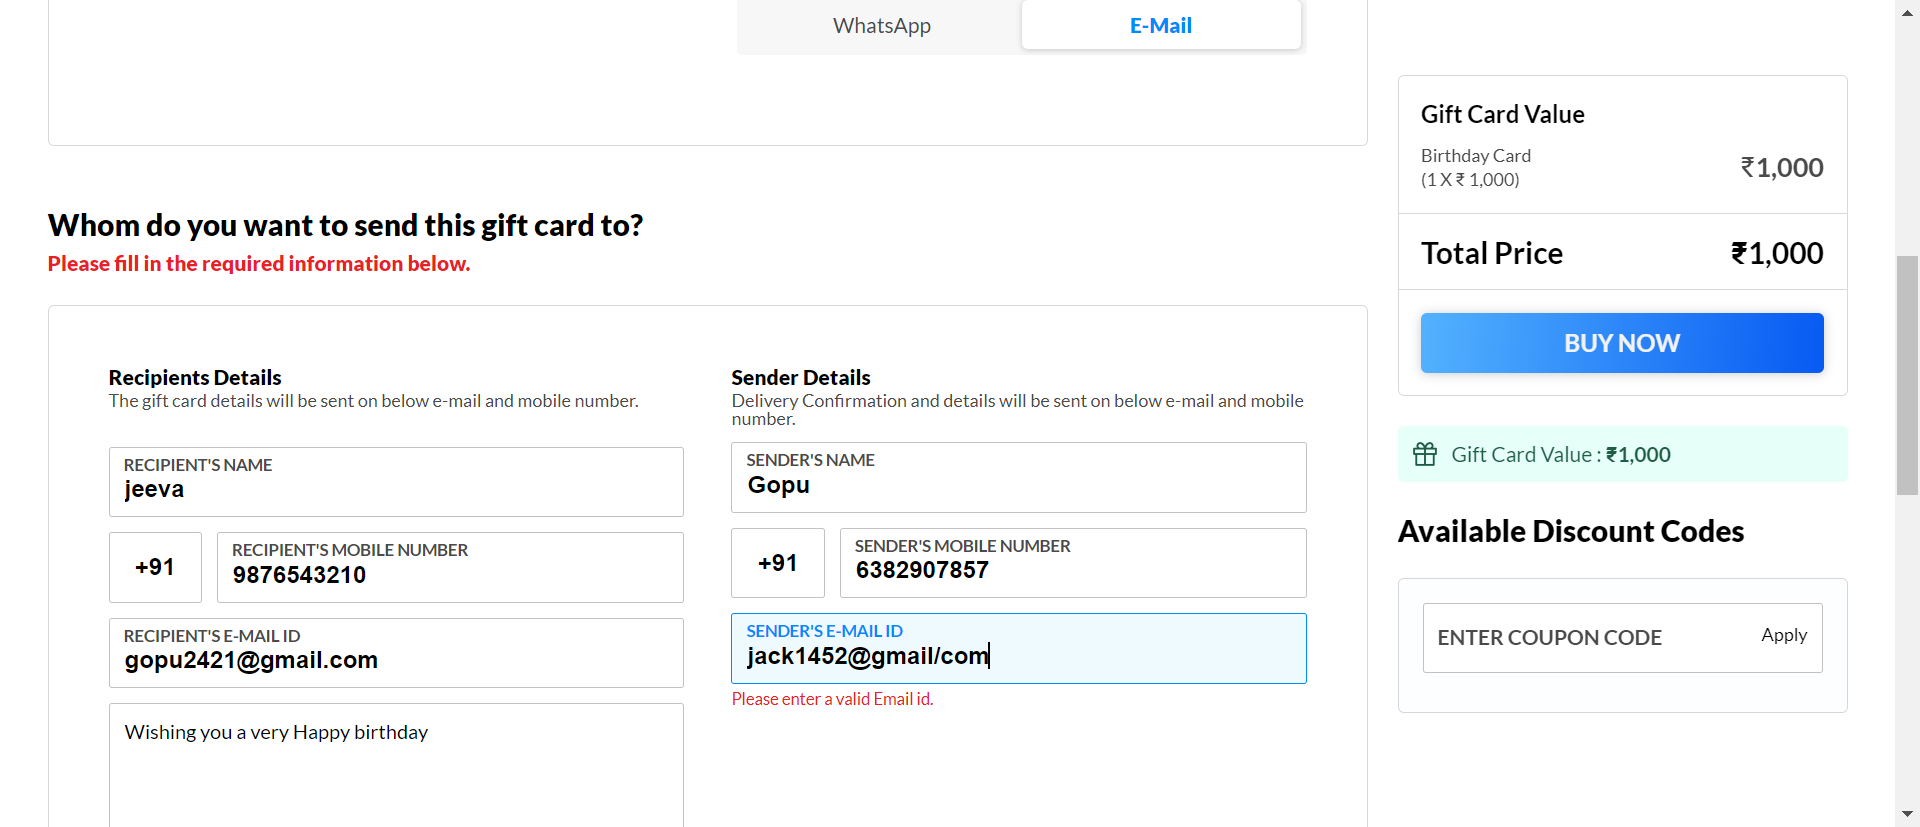 WhatsApp
E-Mail
Whom do you want to send this gift card to?
Please fill in the required information below.
Recipients Details
The gift card details will be sent on below e-mail and mobile number.
RECIPIENT'S NAME
jeeva
+91
RECIPIENT'S MOBILE NUMBER
9876543210
RECIPIENT'S E-MAIL ID
gopu2421@gmail.com
Wishing you a very Happy birthday
Sender Details
Delivery Confirmation and details will be sent on below e-mail and mobile
number.
SENDER'S NAME
Gopu
+91
SENDER'S MOBILE NUMBER
6382907857
SENDER'S E-MAIL ID
jack1452@gmail/com
Please enter a valid Email id.
Gift Card Value
Birthday Card
(1 X ₹ 1,000)
₹1,000
Total Price
₹1,000
BUY NOW
Gift Card Value : ₹1,000
Available Discount Codes
ENTER COUPON CODE
Apply